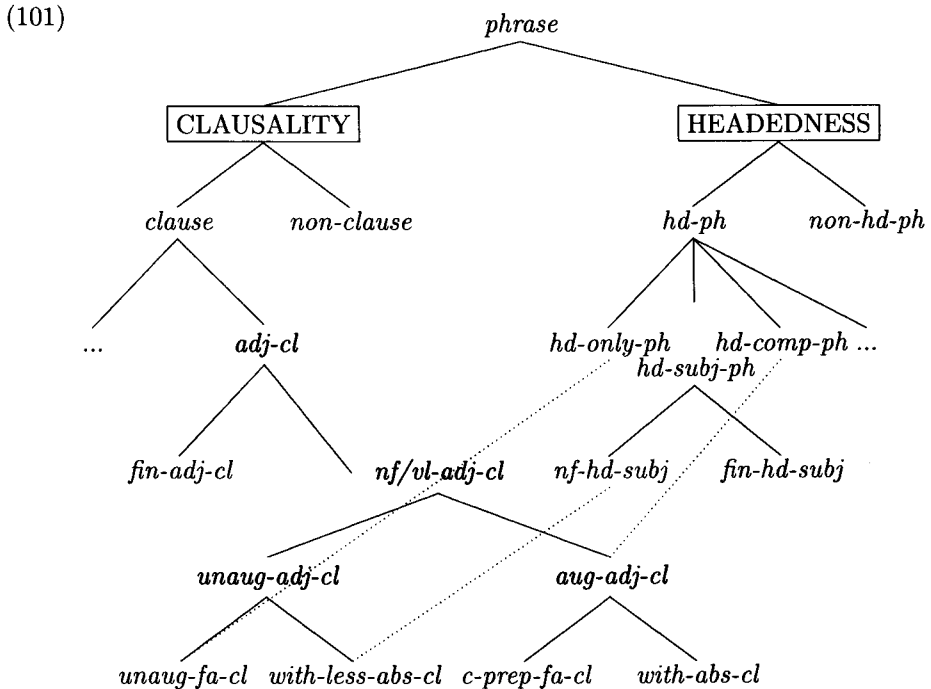 (101)
phrase
CLAUSALITY HEADEDNESS
clause non-clause hd-ph non-hd-ph
... adj-cl hd-only-ph hd-comp-ph ...
hd-subj-ph
fin-adj-cl nf/vl-adj-cl nf-hd-subj fin-hd-subj
unaug-adj-cl aug-adj-cl
unaug-fa-cl with-less-abs-cl c-prep-fa-cl with-abs-cl